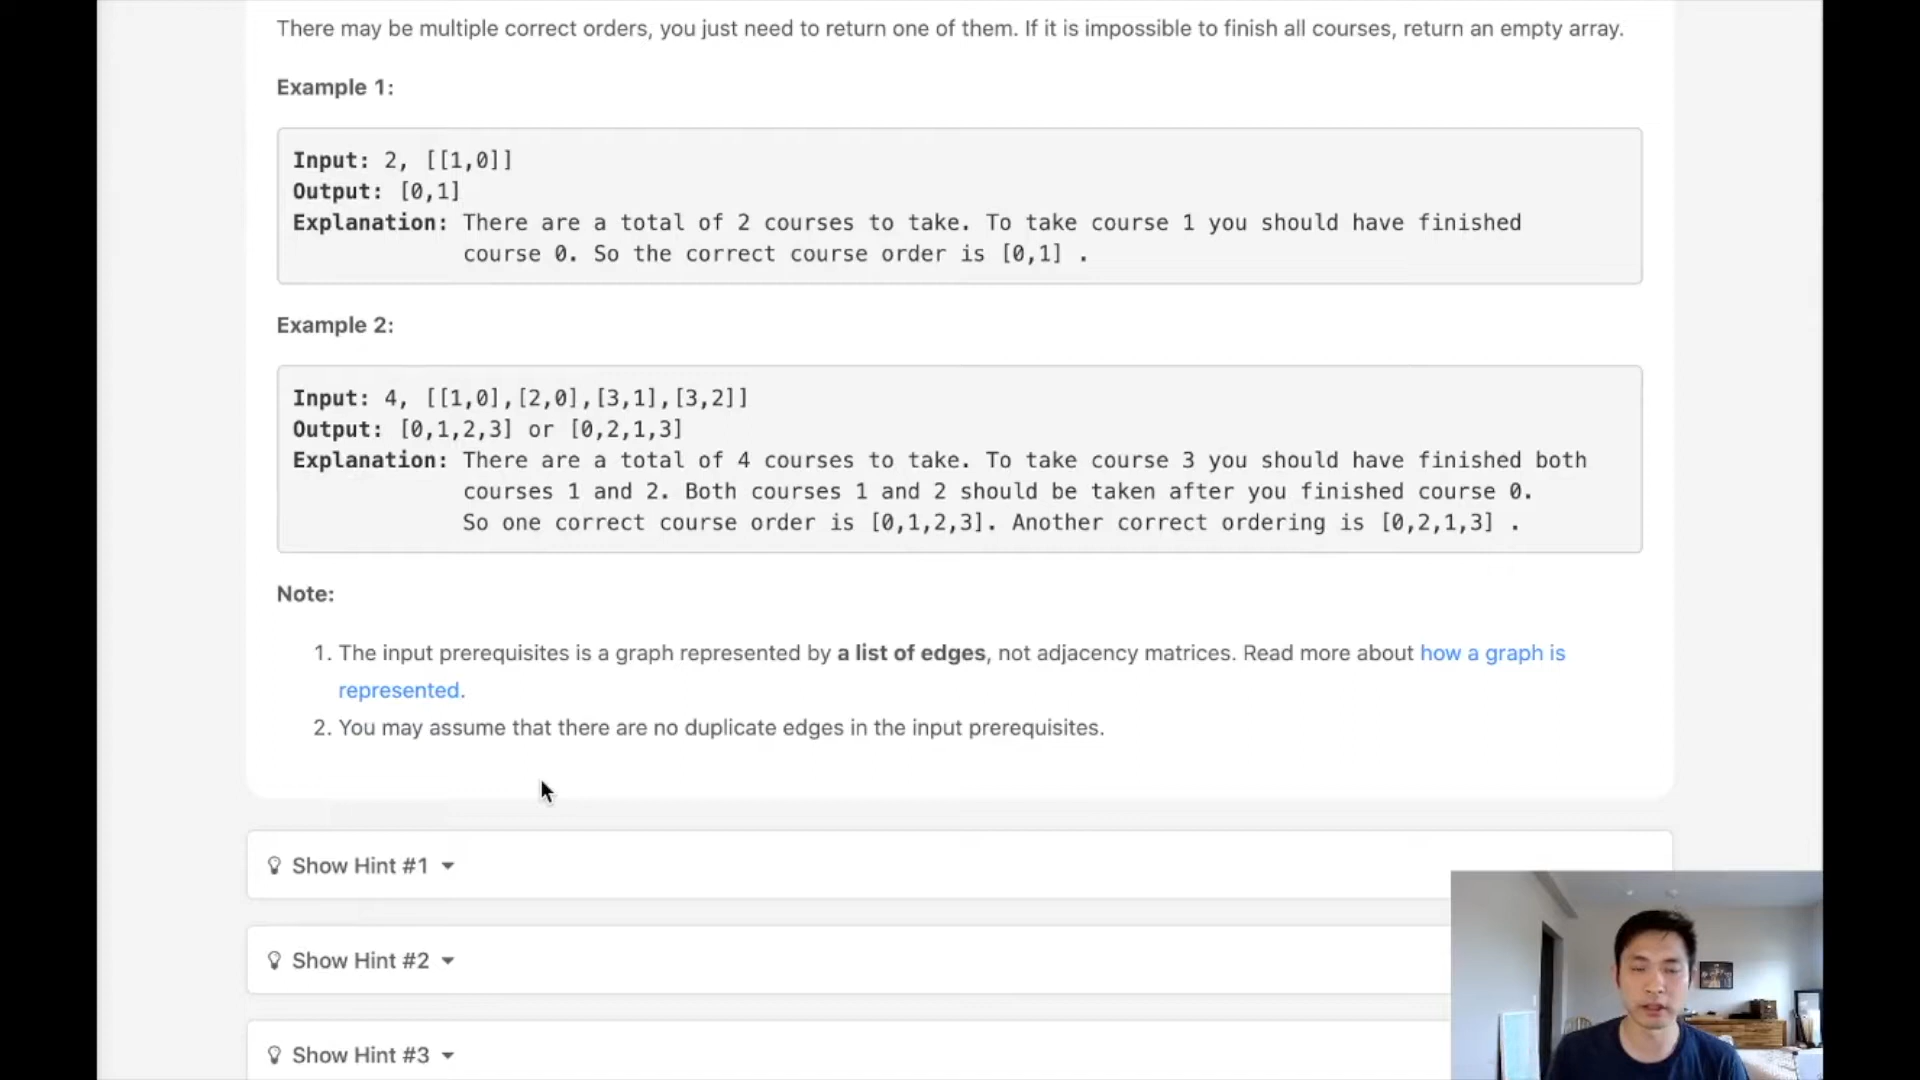 There may be multiple correct orders, you just need to return one of them. If it is impossible to finish all courses, return an empty array.
Example 1:
Input: 2, [[1,0]]
Output: [0,1]
Explanation: There are a total of 2 courses to take. To take course 1 you should have finished
course 0. So the correct course order is [0,1] .
Example 2:
Input: 4, [[1,0],[2,0],[3,1],[3,2]]
Output: [0,1,2,3] or [0,2,1,3]
Explanation: There are a total of 4 courses to take. To take course 3 you should have finished both
courses 1 and 2. Both courses 1 and 2 should be taken after you finished course 0.
So one correct course order is [0,1,2,3]. Another correct ordering is [0,2,1,3] .
Note:
1. The input prerequisites is a graph represented by a list of edges, not adjacency matrices. Read more about how a graph is
represented.
2. You may assume that there are no duplicate edges in the input prerequisites.
Show Hint #1
Show Hint #2
Show Hint #3